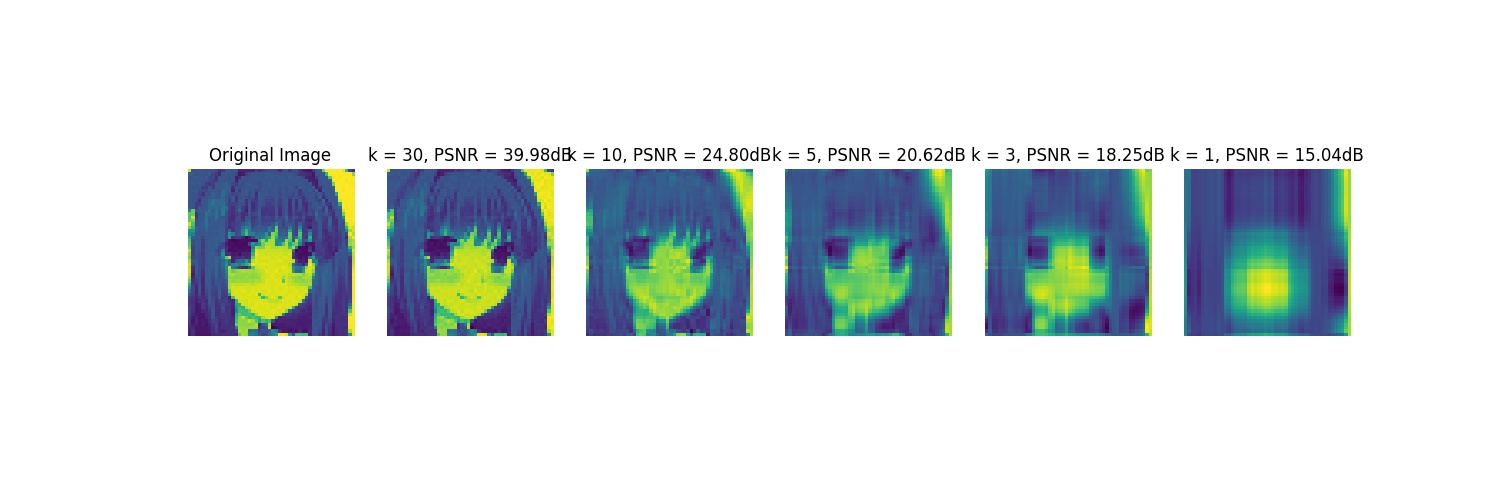 Original Image
k = 30, PSNR = 39.98dB
k = 10, PSNR = 24.80dB
k = 5, PSNR = 20.62dB
k = 3, PSNR = 18.25dB
k = 1, PSNR = 15.04dB